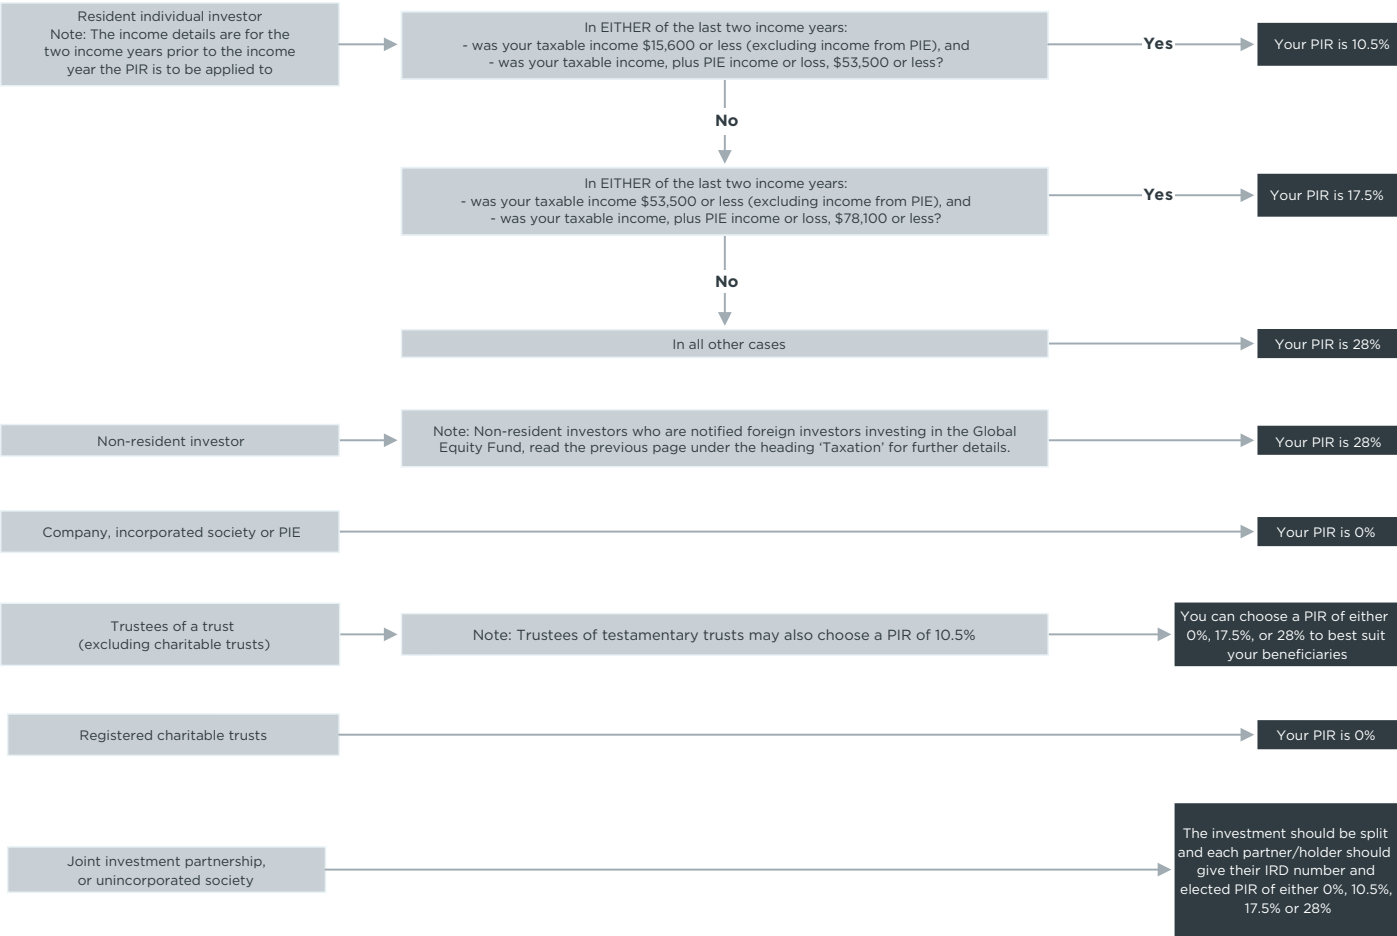 Resident individual investor
Note: The income details are for the
two income years prior to the income
year the PIR is to be applied to
In EITHER of the last two income years:
- was your taxable income $15,600 or less (excluding income from PIE), and
- was your taxable income, plus PIE income or loss, $53,500 or less?
Yes
Your PIR is 10.5%
No
In EITHER of the last two income years:
- was your taxable income $53,500 or less (excluding income from PIE), and
- was your taxable income, plus PIE income or loss, $78,100 or less?
Yes
Your PIR is 17.5%
No
In all other cases
Your PIR is 28%
Non-resident investor
Note: Non-resident investors who are notified foreign investors investing in the Global
Equity Fund, read the previous page under the heading ‘Taxation’ for further details.
Your PIR is 28%
Company, incorporated society or PIE
Your PIR is 0%
Trustees of a trust
(excluding charitable trusts)
Note: Trustees of testamentary trusts may also choose a PIR of 10.5%
You can choose a PIR of either
0%, 17.5%, or 28% to best suit
your beneficiaries
Registered charitable trusts
Your PIR is 0%
Joint investment partnership,
or unincorporated society
The investment should be split
and each partner/holder should
give their IRD number and
elected PIR of either 0%, 10.5%,
17.5% or 28%